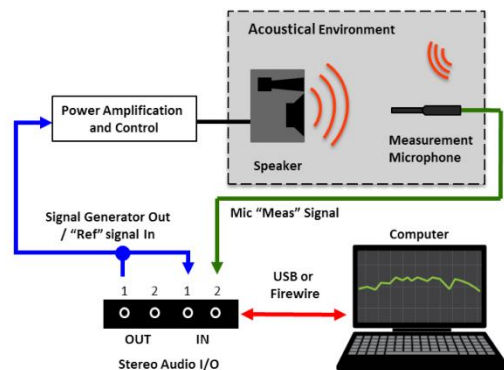 Acoustical Environment
Power Amplification
and Control
Speaker
Measurement
Microphone
Signal Generator Out
/ "Ref" signal In
Mic "Meas" Signal
Computer
USB or
Firewire
1 2 1 2
OUT IN
Stereo Audio I/O